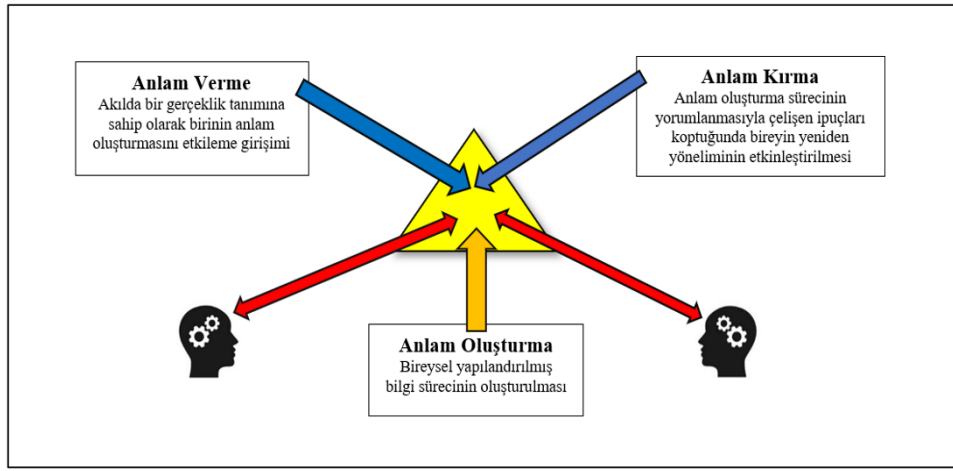 Anlam Verme
Akılda bir gerçeklik tanımına
sahip olarak birinin anlam
oluşturmasını etkileme girişimi
Anlam Kırma
Anlam oluşturma sürecinin
yorumlanmasıyla çelişen ipuçları
koptuğunda bireyin yeniden
yöneliminin etkinleştirilmesi
Anlam Oluşturma
Bireysel yapılandırılmış
bilgi sürecinin oluşturulması